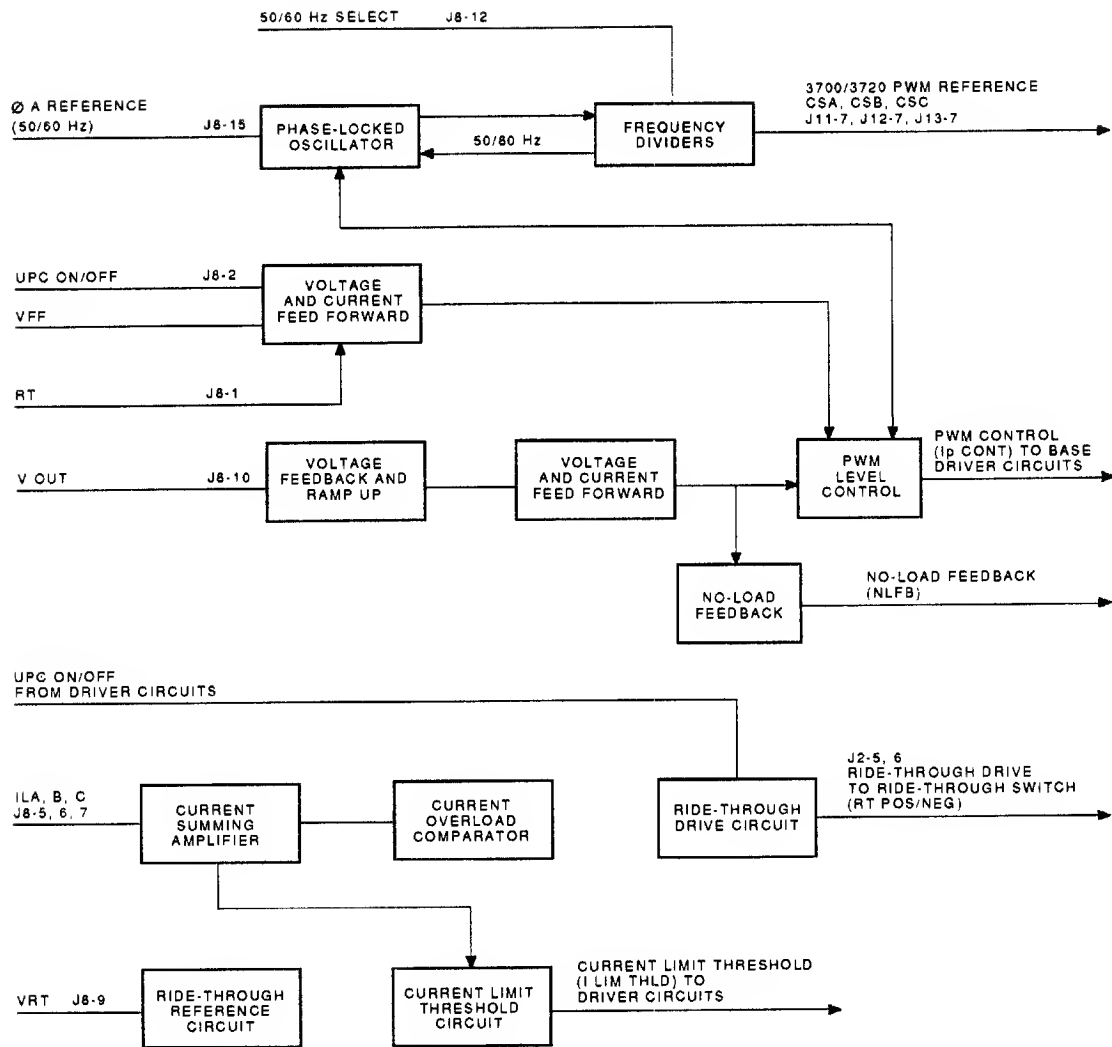 50/60 Hz SELECT J8-12
Ø A REFERENCE
(50/60 Hz) J8-15
PHASE-LOCKED
OSCILLATOR
50/60 Hz
FREQUENCY
DIVIDERS
3700/3720 PWM REFERENCE
CSA, CSB, CSC
J11-7, J12-7, J13-7
UPC ON/OFF J8-2
VFF
RT J8-1
VOLTAGE
AND CURRENT
FEED FORWARD
V OUT J8-10
VOLTAGE
FEEDBACK AND
RAMP UP
VOLTAGE
AND CURRENT
FEED FORWARD
PWM
LEVEL
CONTROL
PWM CONTROL
(Ip CONT) TO BASE
DRIVER CIRCUITS
NO-LOAD
FEEDBACK
NO-LOAD FEEDBACK
(NLFB)
UPC ON/OFF
FROM DRIVER CIRCUITS
ILA, B, C
J8-5, 6, 7
CURRENT
SUMMING
AMPLIFIER
CURRENT
OVERLOAD
COMPARATOR
RIDE-THROUGH
DRIVE CIRCUIT
J2-5, 6
RIDE-THROUGH DRIVE
TO RIDE-THROUGH SWITCH
(RT POS/NEG)
VRT J8-9
RIDE-THROUGH
REFERENCE
CIRCUIT
CURRENT LIMIT
THRESHOLD
CIRCUIT
CURRENT LIMIT THRESHOLD
(I LIM THLD) TO
DRIVER CIRCUITS